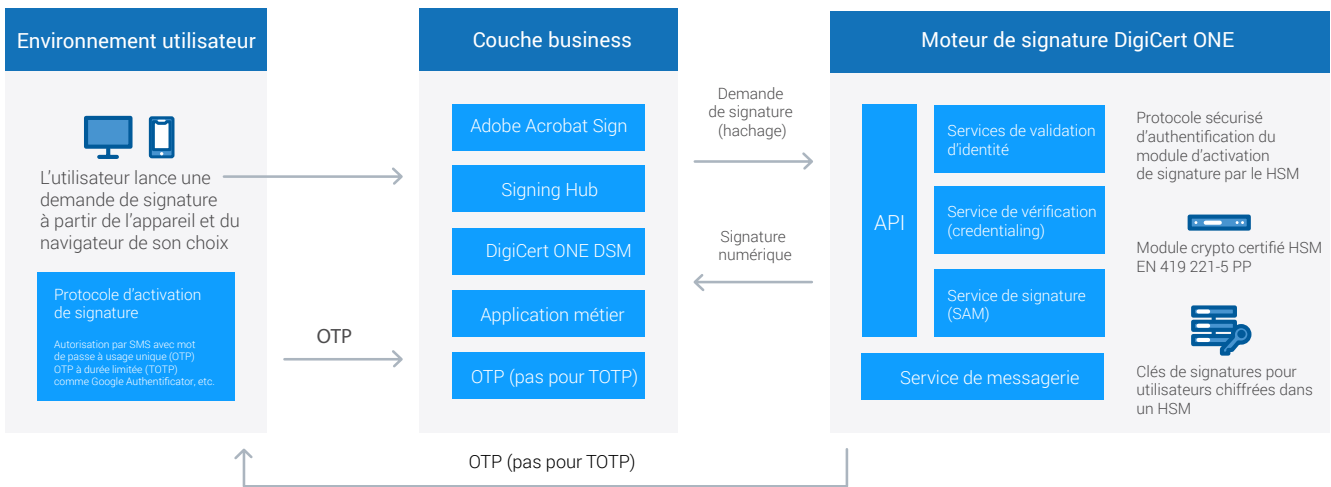 Environnement utilisateur
L'utilisateur lance une
demande de signature
à partir de l'appareil et du
navigateur de son choix
Protocole d'activation
de signature
Autorisation par SMS avec mot
de passe à usage unique (OTP)
OTP à durée limitée (TOTP)
comme Google Authentificator, etc.
OTP
Couche business
Adobe Acrobat Sign
Signing Hub
DigiCert ONE DSM
Application métier
OTP (pas pour TOTP)
Demande
de signature
(hachage)
Signature
numérique
Moteur de signature DigiCert ONE
API
Services de validation
d'identité
Service de vérification
(credentialing)
Service de signature
(SAM)
Service de messagerie
Protocole sécurisé
d'authentification du
module d'activation
de signature par le HSM
Module crypto certifié HSM
EN 419 221-5 PP
Clés de signatures pour
utilisateurs chiffrées dans
un HSM
OTP (pas pour TOTP)